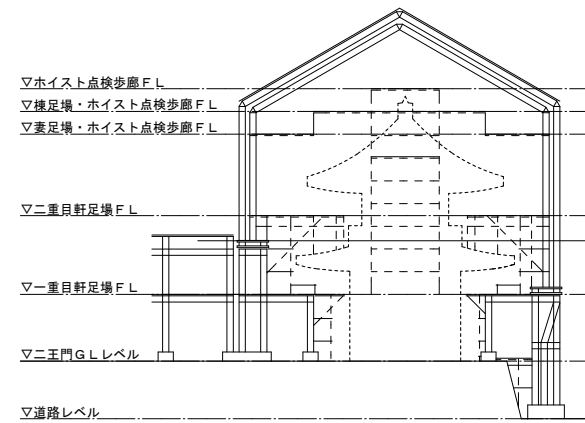 ▽ホイスト点検歩廊ＦＬ
▽棟足場・ホイスト点検歩廊ＦＬ
▽妻足場・ホイスト点検歩廊ＦＬ
▽二重目軒足場ＦＬ
▽一重目軒足場ＦＬ
▽二王門ＧＬレベル
▽道路レベル